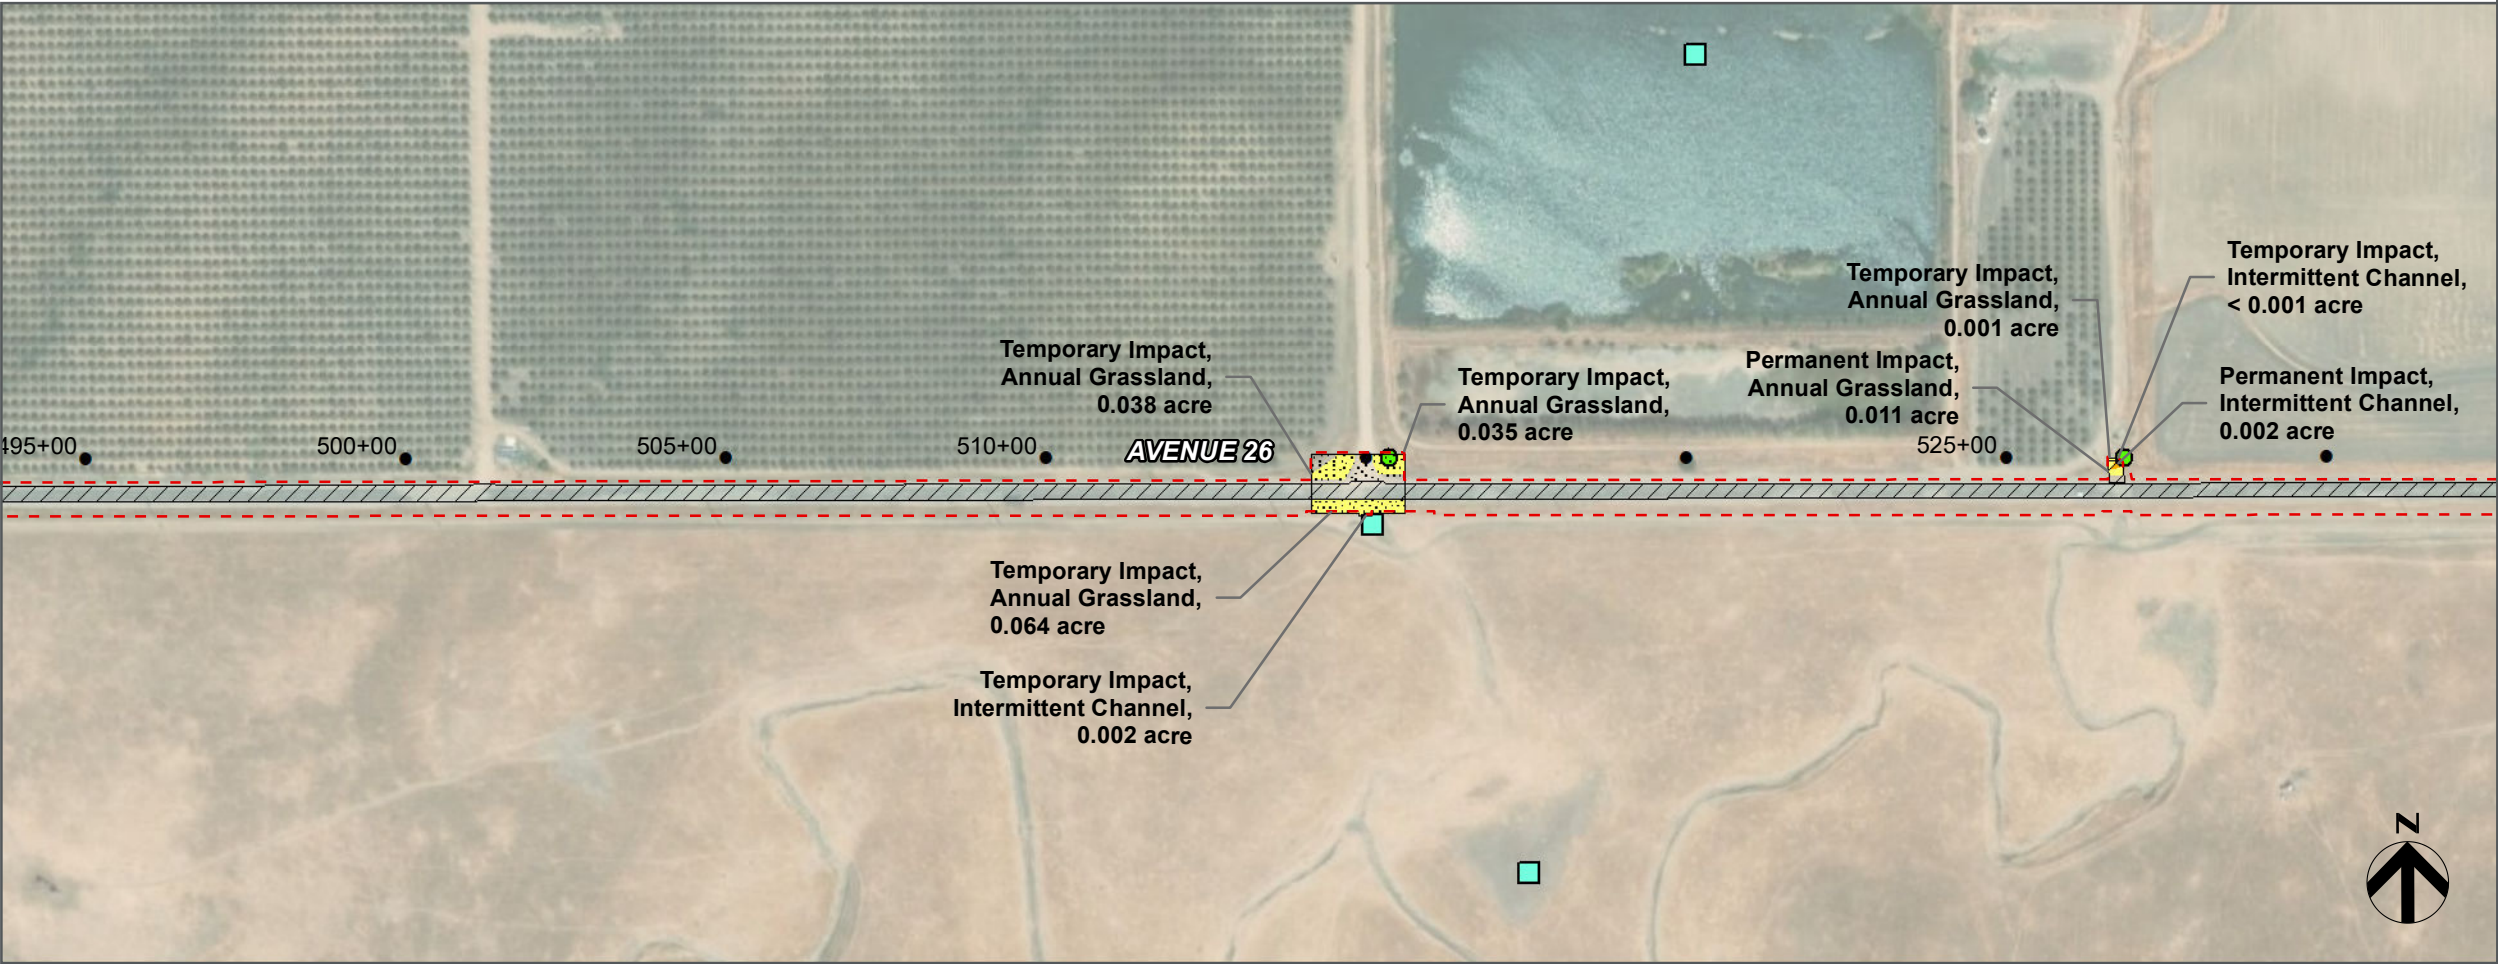 Temporary Impact,
Intermittent Channel,
< 0.001 acre
Temporary Impact,
Annual Grassland,
0.001 acre
Temporary Impact,
Annual Grassland,
0.038 acre
Permanent Impact,
Annual Grassland,
0.011 acre
Temporary Impact,
Annual Grassland,
0.035 acre
Permanent Impact,
Intermittent Channel,
0.002 acre
495+00
500+00
505+00
510+00
AVENUE 26
525+00
Temporary Impact,
Annual Grassland,
0.064 acre
Temporary Impact,
Intermittent Channel,
0.002 acre
N